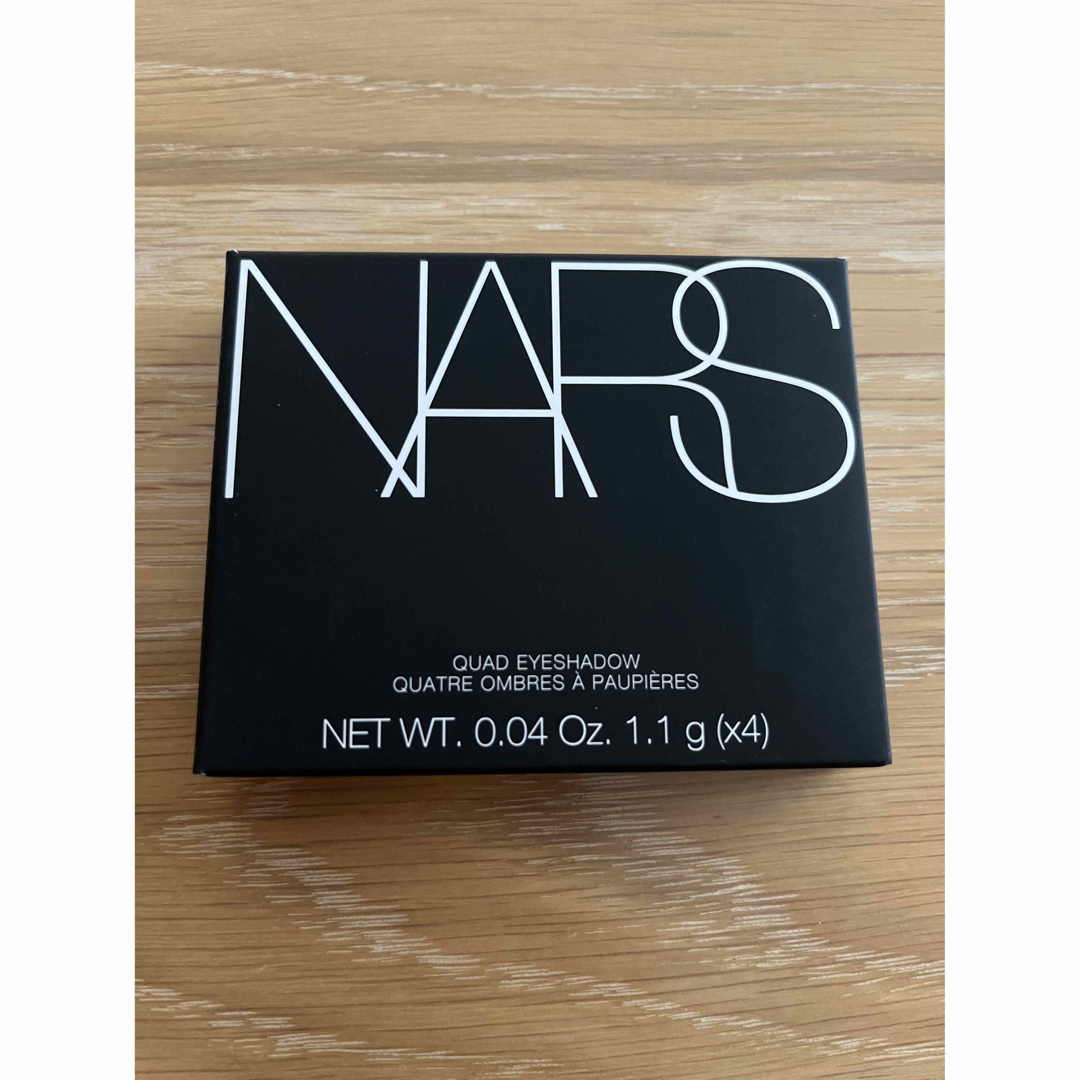 NARS
QUAD EYESHADOW
QUATRE OMBRES À PAUPIÈRES
NET WT. 0.04 Oz. 1.1 g (x4)